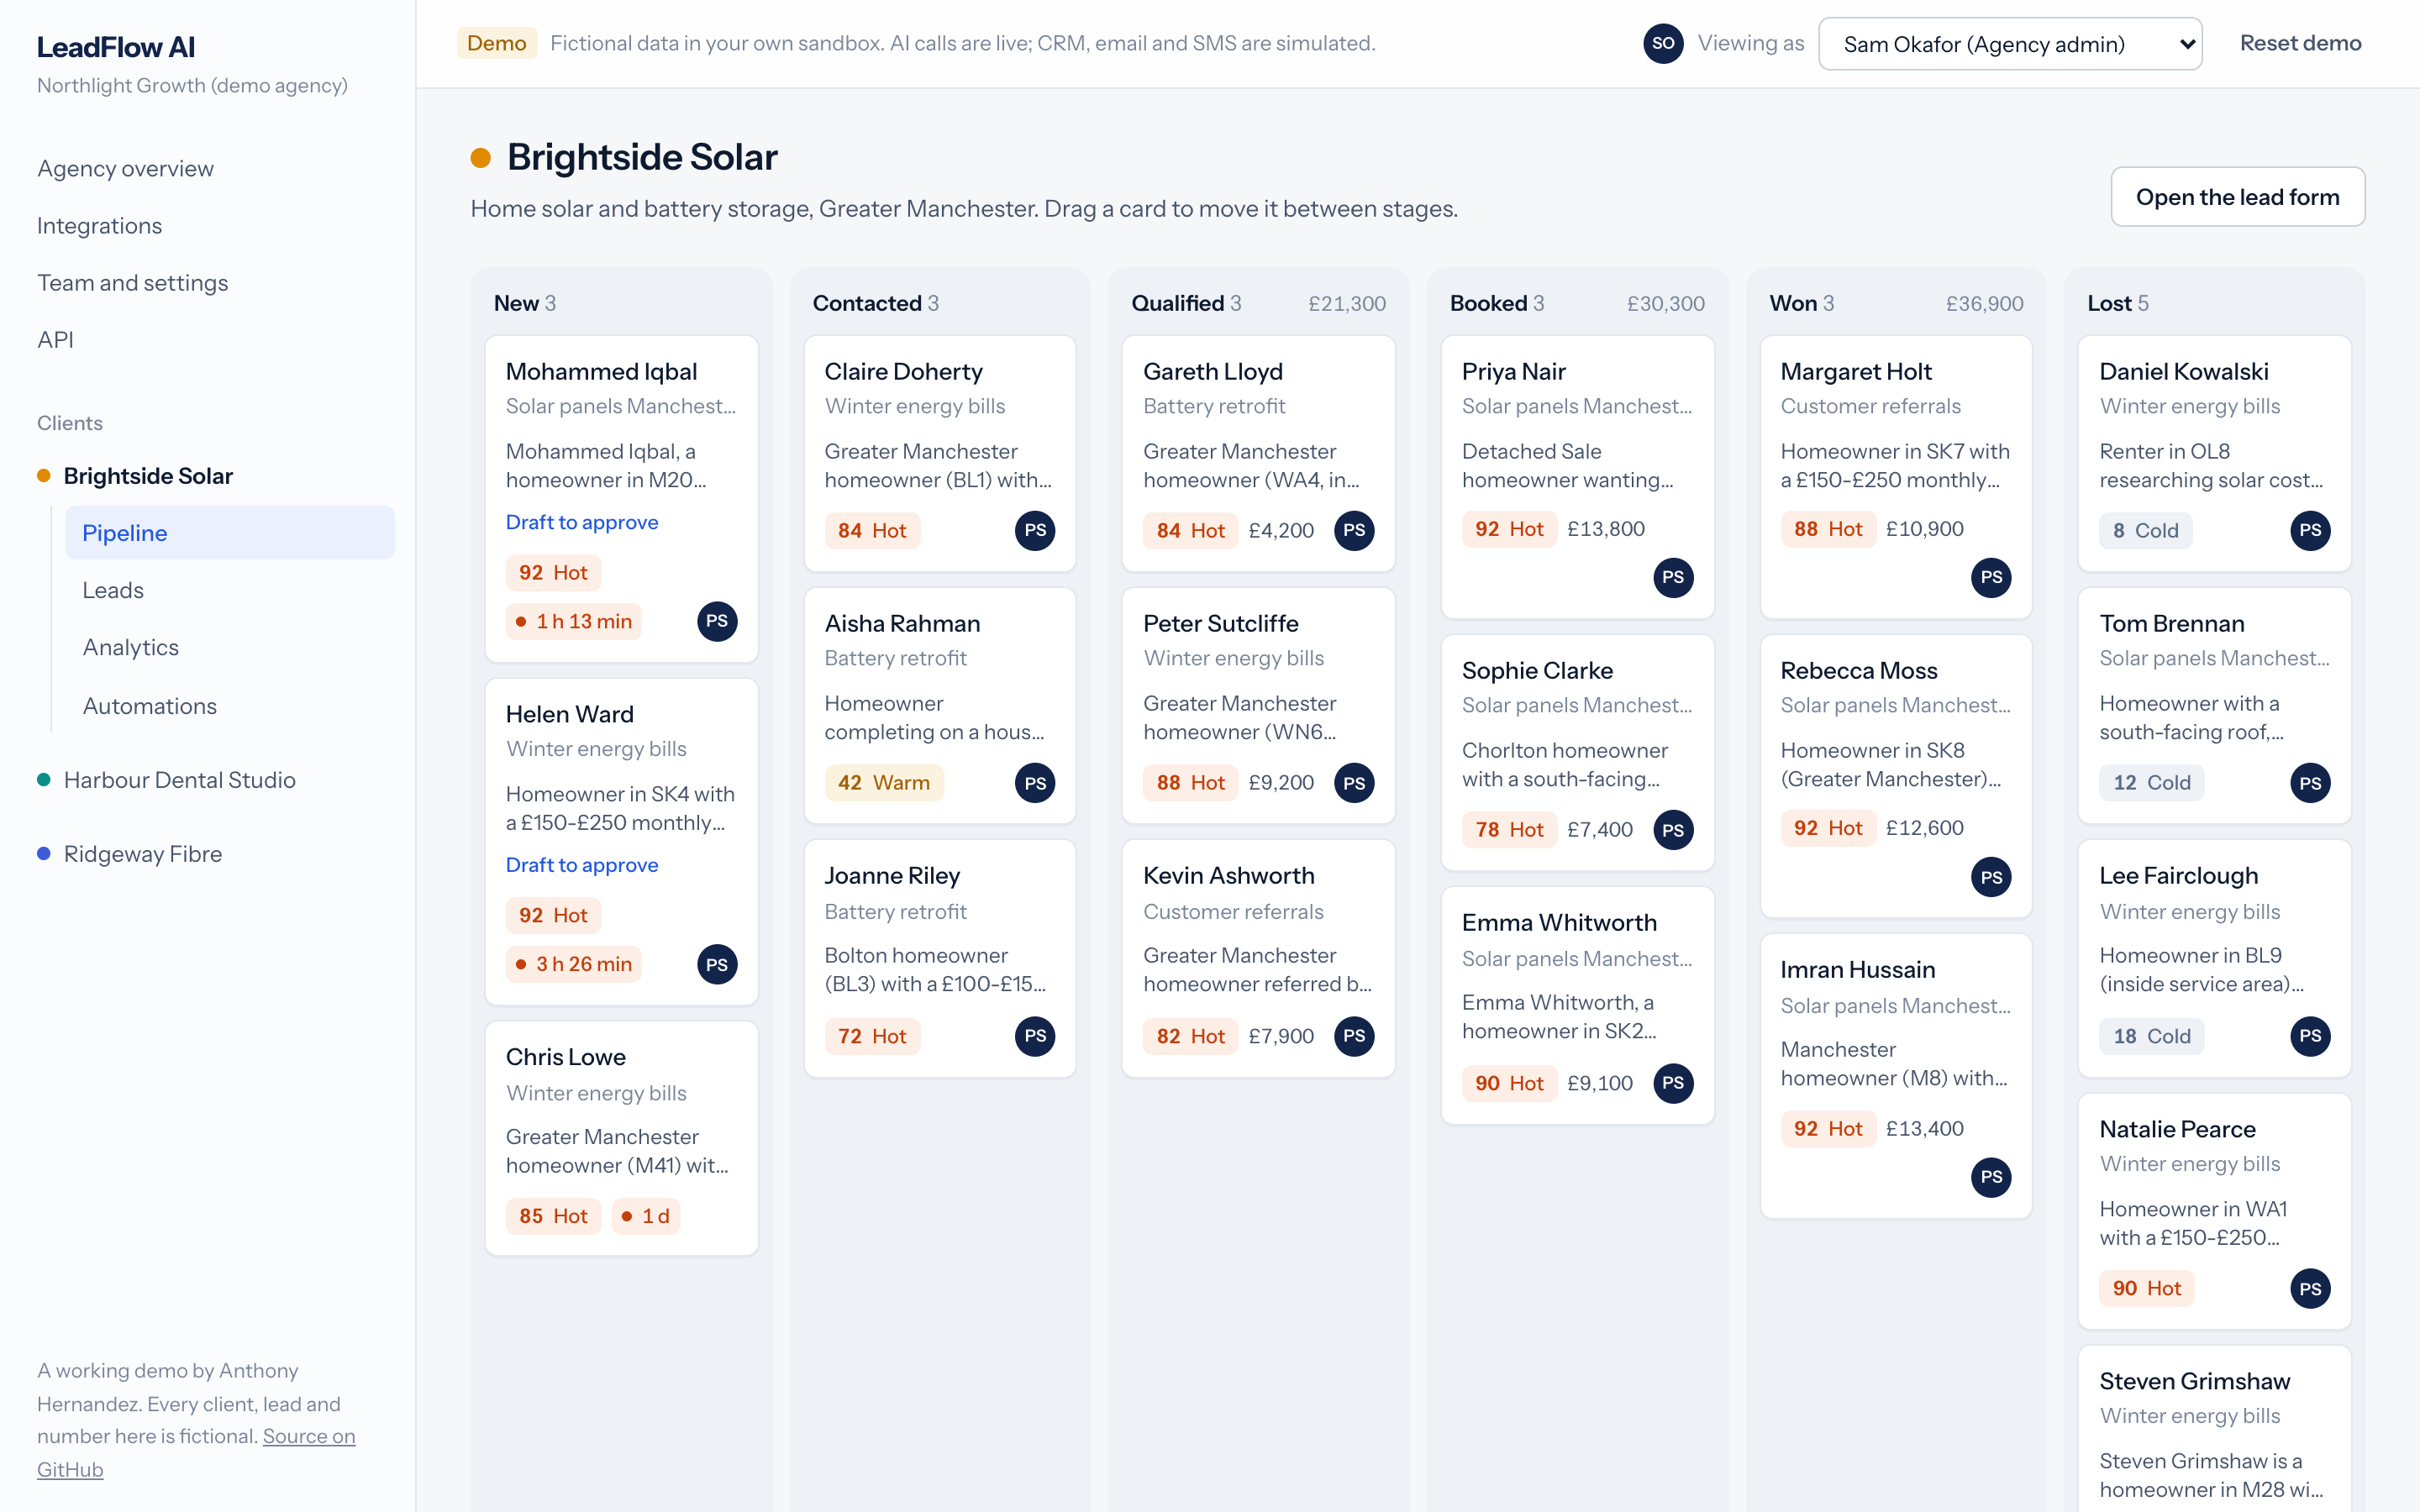 LeadFlow AI
Northlight Growth (demo agency)
Agency overview
Integrations
Team and settings
API
Clients
Brightside Solar
Pipeline
Leads
Analytics
Automations
Harbour Dental Studio
Ridgeway Fibre
A working demo by Anthony
Hernandez. Every client, lead and
number here is fictional. Source on
GitHub
Demo Fictional data in your own sandbox. AI calls are live; CRM, email and SMS are simulated.
SO Viewing as Sam Okafor (Agency admin) Reset demo
Brightside Solar
Home solar and battery storage, Greater Manchester. Drag a card to move it between stages.
Open the lead form
New 3
Mohammed Iqbal
Solar panels Manchest...
Mohammed Iqbal, a
homeowner in M20...
Draft to approve
92 Hot
1 h 13 min PS
Helen Ward
Winter energy bills
Homeowner in SK4 with
a £150-£250 monthly...
Draft to approve
92 Hot
3 h 26 min PS
Chris Lowe
Winter energy bills
Greater Manchester
homeowner (M41) wit...
85 Hot 1 d
Contacted 3
Claire Doherty
Winter energy bills
Greater Manchester
homeowner (BL1) with...
84 Hot PS
Aisha Rahman
Battery retrofit
Homeowner
completing on a hous...
42 Warm PS
Joanne Riley
Battery retrofit
Bolton homeowner
(BL3) with a £100-£15...
72 Hot PS
Qualified 3 £21,300
Gareth Lloyd
Battery retrofit
Greater Manchester
homeowner (WA4, in...
84 Hot £4,200 PS
Peter Sutcliffe
Winter energy bills
Greater Manchester
homeowner (WN6...
88 Hot £9,200 PS
Kevin Ashworth
Customer referrals
Greater Manchester
homeowner referred b...
82 Hot £7,900 PS
Booked 3 £30,300
Priya Nair
Solar panels Manchest...
Detached Sale
homeowner wanting...
92 Hot £13,800
PS
Sophie Clarke
Solar panels Manchest...
Chorlton homeowner
with a south-facing...
78 Hot £7,400 PS
Emma Whitworth
Solar panels Manchest...
Emma Whitworth, a
homeowner in SK2...
90 Hot £9,100 PS
Won 3 £36,900
Margaret Holt
Customer referrals
Homeowner in SK7 with
a £150-£250 monthly...
88 Hot £10,900
PS
Rebecca Moss
Solar panels Manchest...
Homeowner in SK8
(Greater Manchester)...
92 Hot £12,600
PS
Imran Hussain
Solar panels Manchest...
Manchester
homeowner (M8) with...
92 Hot £13,400
PS
Lost 5
Daniel Kowalski
Winter energy bills
Renter in OL8
researching solar cost...
8 Cold PS
Tom Brennan
Solar panels Manchest...
Homeowner with a
south-facing roof,...
12 Cold PS
Lee Fairclough
Winter energy bills
Homeowner in BL9
(inside service area)...
18 Cold PS
Natalie Pearce
Winter energy bills
Homeowner in WA1
with a £150-£250...
90 Hot PS
Steven Grimshaw
Winter energy bills
Steven Grimshaw is a
homeowner in M28 wi...